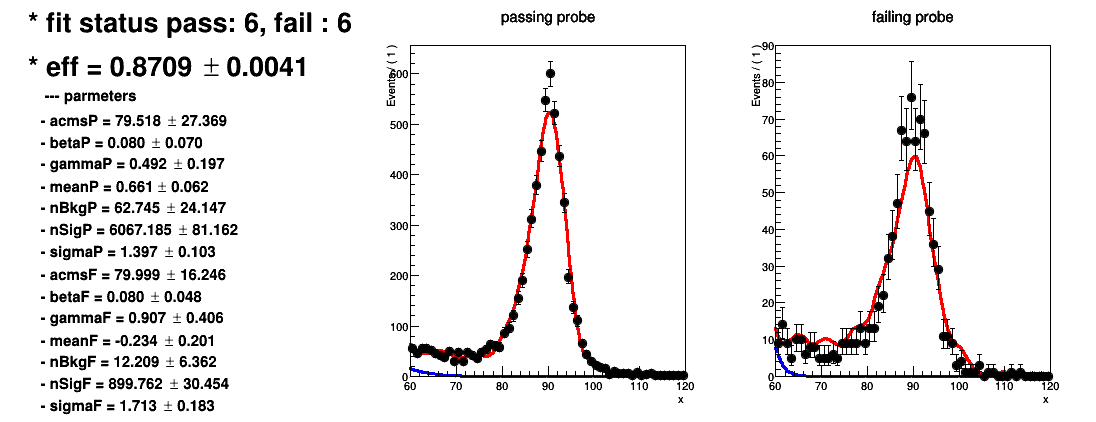 * fit status pass: 6, fail : 6
* eff = 0.8709 ± 0.0041
--- parmeters
- acmsP = 79.518 ± 27.369
- betaP = 0.080 ± 0.070
- gammaP = 0.492 ± 0.197
- meanP = 0.661 ± 0.062
- nBkgP = 62.745 ± 24.147
- nSigP = 6067.185 ± 81.162
- sigmaP = 1.397 ± 0.103
- acmsF = 79.999 ± 16.246
- betaF = 0.080 ± 0.048
- gammaF = 0.907 ± 0.406
- meanF = -0.234 ± 0.201
- nBkgF = 12.209 ± 6.362
- nSigF = 899.762 ± 30.454
- sigmaF = 1.713 ± 0.183
passing probe
Events / ( 1 )
600
500
400
300
200
100
0
60 70 80 90 100 110 120
x
failing probe
Events / ( 1 )
90
80
70
60
50
40
30
20
10
0
60 70 80 90 100 110 120
x